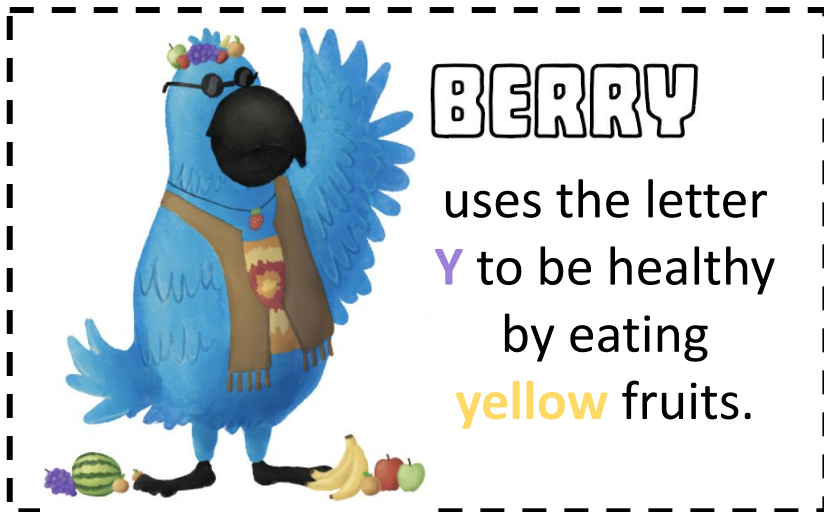 BERRY
uses the letter
Y to be healthy
by eating
yellow fruits.